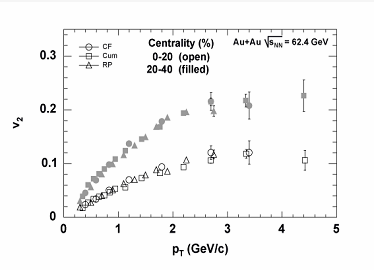 CF
Cum
RP
Centrality (%)
0-20 (open)
20-40 (filled)
Au+Au √sNN = 62.4 GeV
v2
0.3
0.2
0.1
0
0 1 2 3 4 5
pT (GeV/c)